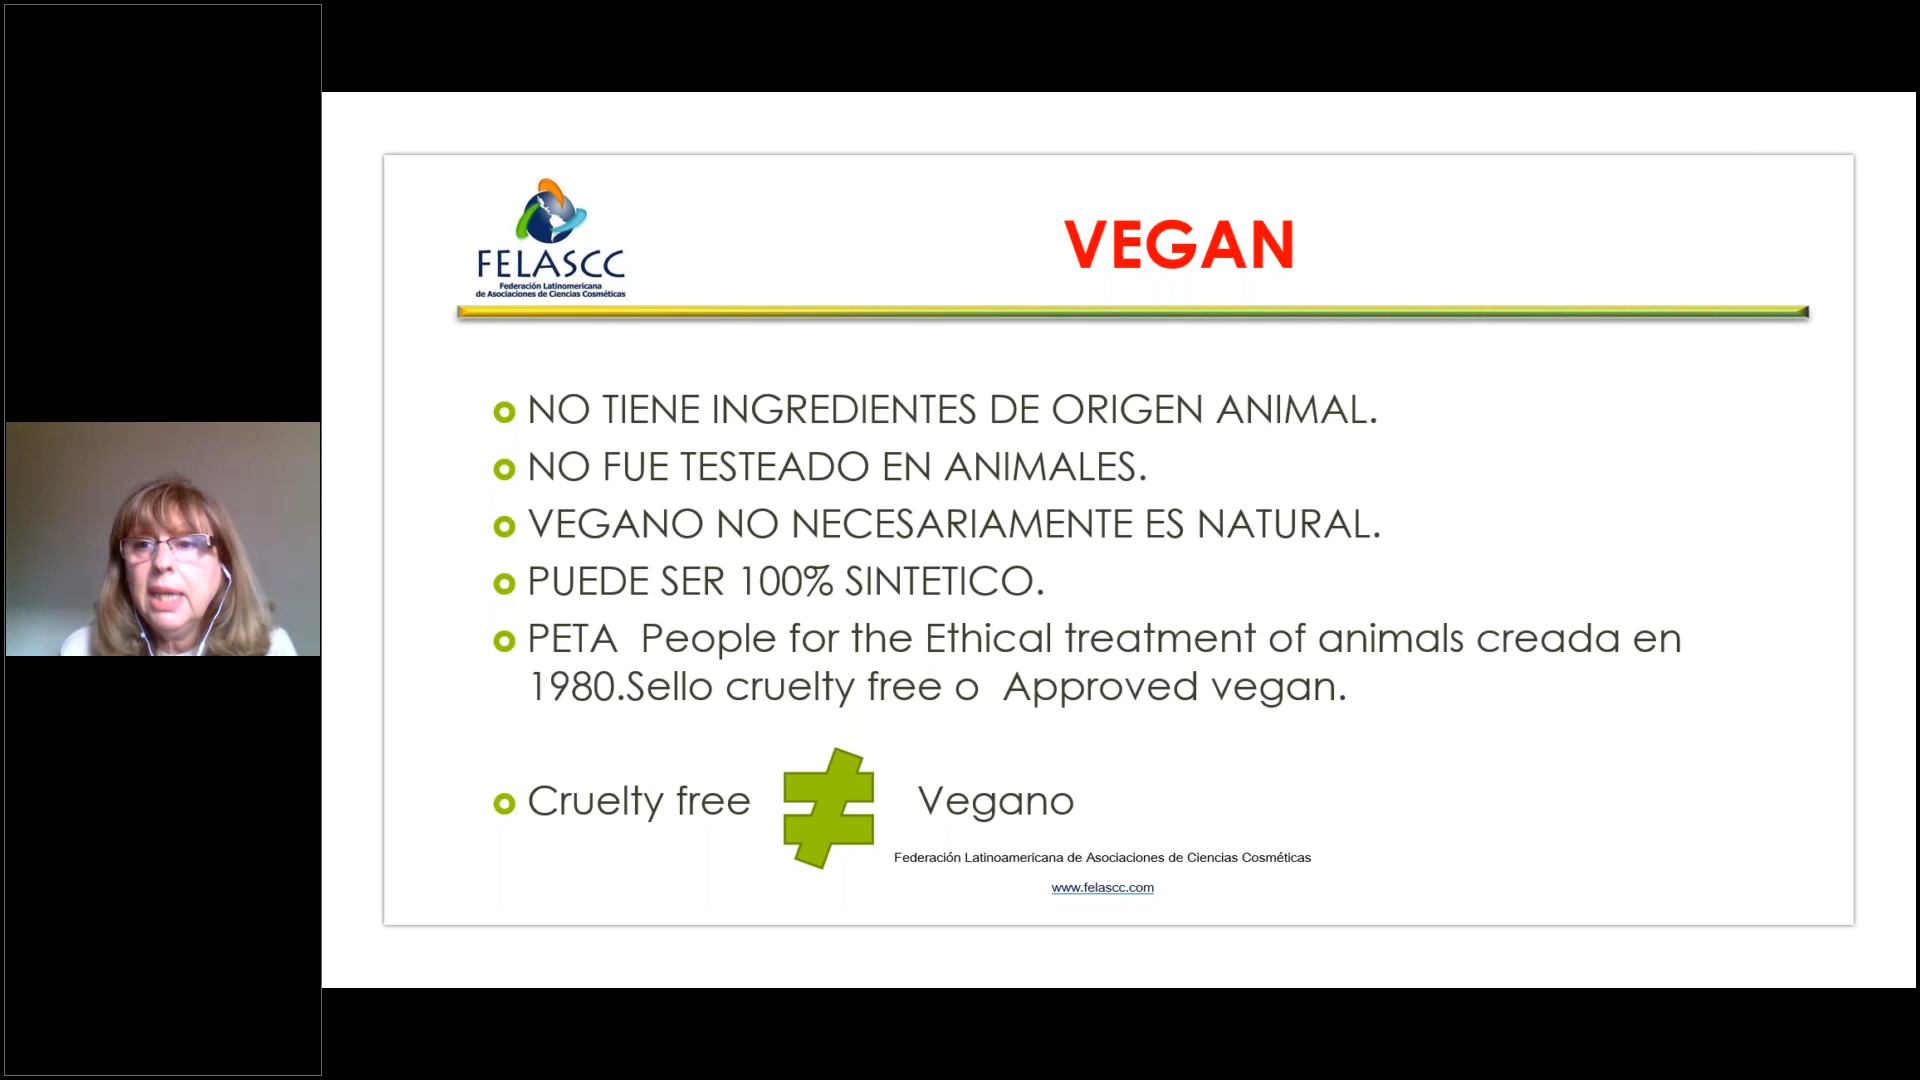 FELASCC
Federación Latinomericana
de Asociaciones de Ciencias Cosméticas
VEGAN
NO TIENE INGREDIENTES DE ORIGEN ANIMAL.
NO FUE TESTEADO EN ANIMALES.
VEGANO NO NECESARIAMENTE ES NATURAL.
PUEDE SER 100% SINTETICO.
PETA  People for the Ethical treatment of animals creada en
1980.Sello cruelty free o  Approved vegan.
Cruelty free ≠ Vegano
Federación Latinoamericana de Asociaciones de Ciencias Cosméticas
www.felascc.com